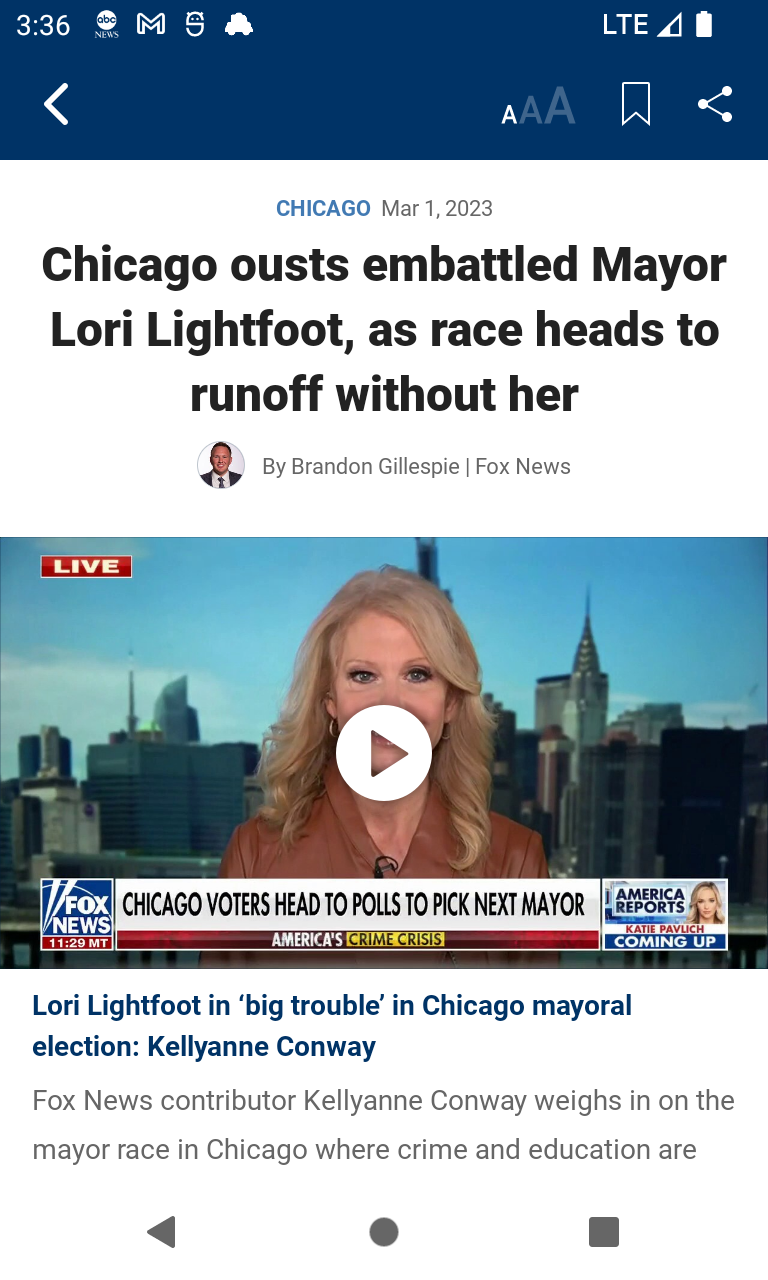 3:36
abc
NEWS
LTE
AAA
CHICAGO Mar 1, 2023
Chicago ousts embattled Mayor
Lori Lightfoot, as race heads to
runoff without her
By Brandon Gillespie | Fox News
LIVE
FOX
NEWS
11:29 MT
CHICAGO VOTERS HEAD TO POLLS TO PICK NEXT MAYOR
AMERICA'S CRIME CRISIS
AMERICA
REPORTS
KATIE PAVLICH
COMING UP
Lori Lightfoot in ‘big trouble’ in Chicago mayoral
election: Kellyanne Conway
Fox News contributor Kellyanne Conway weighs in on the
mayor race in Chicago where crime and education are